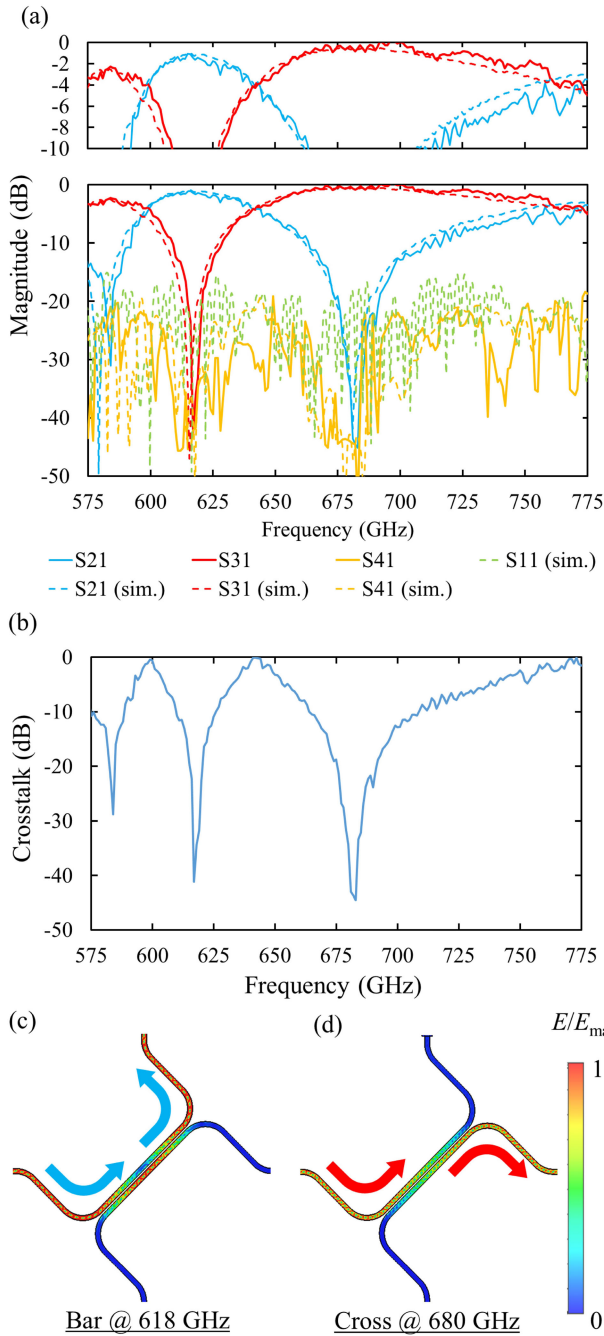 (a)
0
-2
-4
-6
-8
-10
0
-10
-20
-30
-40
-50
Magnitude (dB)
575 600 625 650 675 700 725 750 775
Frequency (GHz)
S21 S31 S41 S11 (sim.)
S21 (sim.) S31 (sim.) S41 (sim.)
(b)
0
-10
-20
-30
-40
-50
Crosstalk (dB)
575 600 625 650 675 700 725 750 775
Frequency (GHz)
(c) (d) E/Ema
1
0
Bar @ 618 GHz Cross @ 680 GHz